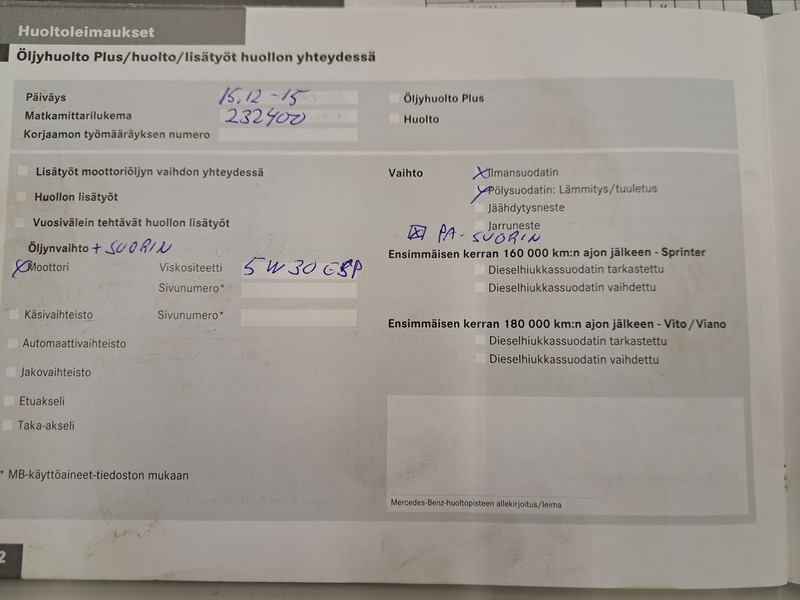 Huoltoleimaukset
Öljyhuolto Plus/huolto/lisätyöt huollon yhteydessä
Päiväys 15.12-15
Matkamittarilukema 232400
Korjaamon työmääräyksen numero
Öljyhuolto Plus
Huolto
Lisätyöt moottoriöljyn vaihdon yhteydessä
Huollon lisätyöt
Vuosivälein tehtävät huollon lisätyöt
Öljynvaihto + SUORIN
X Moottori Viskositeetti 5W30 ESP
Sivunumero*
Käsivaihteisto Sivunumero*
Automaattivaihteisto
Jakovaihteisto
Etuakseli
Taka-akseli
* MB-käyttöaineet-tiedoston mukaan
Vaihto X Ilmansuodatin
X Pölysuodatin: Lämmitys/tuuletus
Jäähdytysneste
Jarruneste
X PA-SUORIN
Ensimmäisen kerran 160 000 km:n ajon jälkeen - Sprinter
Dieselhiukkassuodatin tarkastettu
Dieselhiukkassuodatin vaihdettu
Ensimmäisen kerran 180 000 km:n ajon jälkeen - Vito/Viano
Dieselhiukkassuodatin tarkastettu
Dieselhiukkassuodatin vaihdettu
Mercedes-Benz-huoltopisteen allekirjoitus/leima
2